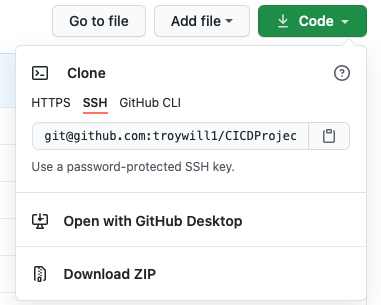 Go to file Add file Code
Clone
HTTPS SSH GitHub CLI
git@github.com:troywill1/CICDProjec
Use a password-protected SSH key.
Open with GitHub Desktop
Download ZIP